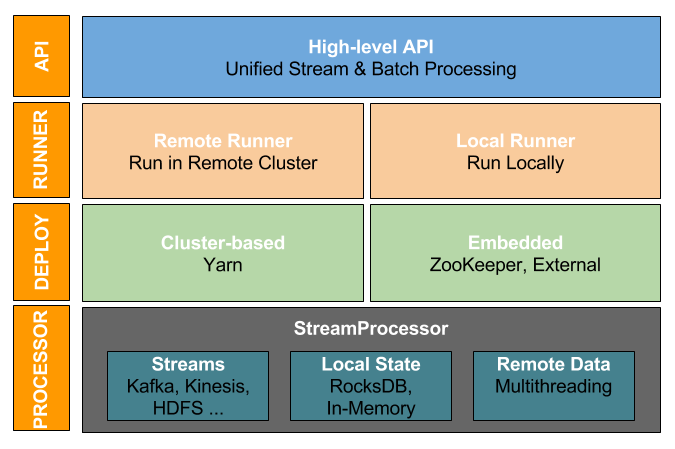 API
High-level API
Unified Stream & Batch Processing
RUNNER
Remote Runner
Run in Remote Cluster
Local Runner
Run Locally
DEPLOY
Cluster-based
Yarn
Embedded
ZooKeeper, External
PROCESSOR
StreamProcessor
Streams
Kafka, Kinesis,
HDFS ...
Local State
RocksDB,
In-Memory
Remote Data
Multithreading